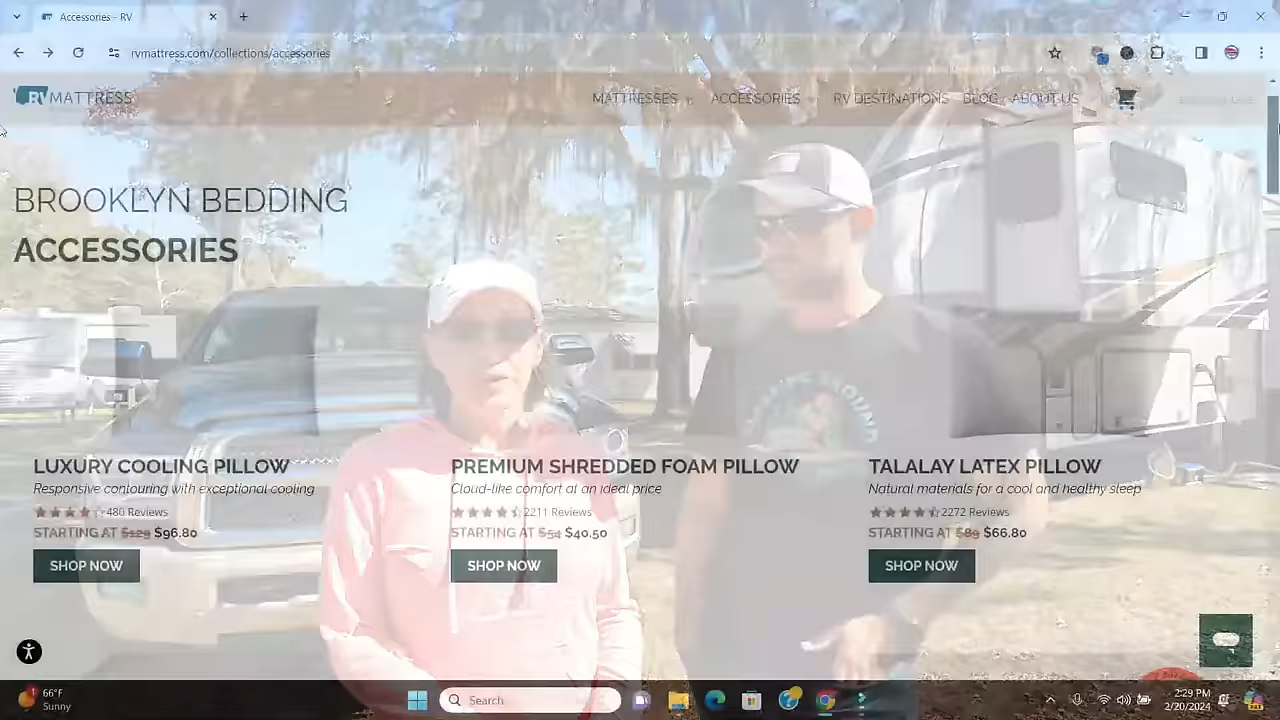 Accessories - RV
rvmattress.com/collections/accessories
RV MATTRESS
MATTRESSES ACCESSORIES RV DESTINATIONS BLOG ABOUT US
BROOKLYN BEDDING
ACCESSORIES
LUXURY COOLING PILLOW
Responsive contouring with exceptional cooling
480 Reviews
STARTING AT $129 $96.80
SHOP NOW
PREMIUM SHREDDED FOAM PILLOW
Cloud-like comfort at an ideal price
2211 Reviews
STARTING AT $54 $40.50
SHOP NOW
TALALAY LATEX PILLOW
Natural materials for a cool and healthy sleep
2272 Reviews
STARTING AT $89 $66.80
SHOP NOW
1
66°F
Sunny
Search
2:29 PM
2/20/2024